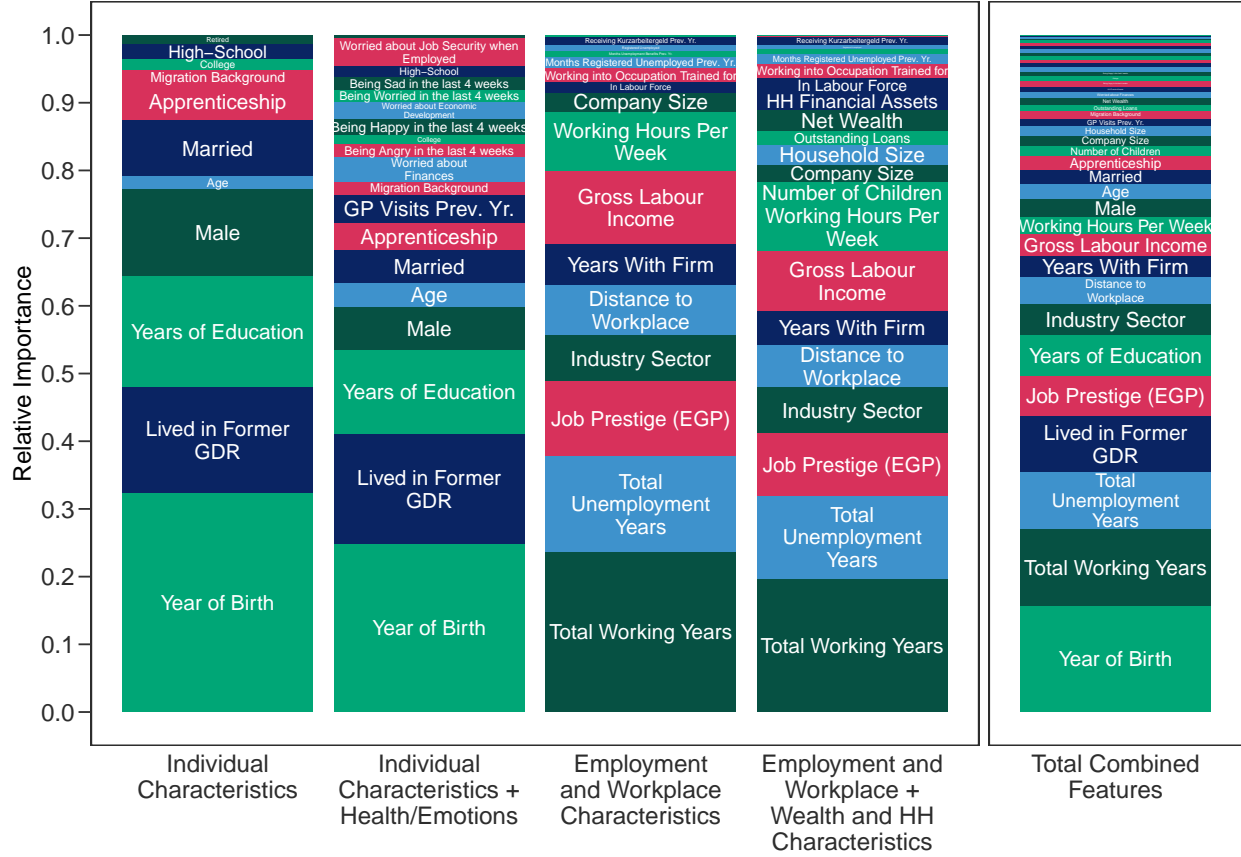 1.0
0.9
0.8
0.7
0.6
0.5
0.4
0.3
0.2
0.1
0.0
Relative Importance
Retired
High−School
College
Migration Background
Apprenticeship
Married
Age
Male
Years of Education
Lived in Former
GDR
Year of Birth
Individual
Characteristics
Worried about Job Security when
Employed
High−School
Being Sad in the last 4 weeks
Being Worried in the last 4 weeks
Worried about Economic
Development
Being Happy in the last 4 weeks
College
Being Angry in the last 4 weeks
Worried about
Finances
Migration Background
GP Visits Prev. Yr.
Apprenticeship
Married
Age
Male
Years of Education
Lived in Former
GDR
Year of Birth
Individual
Characteristics +
Health/Emotions
Receiving Kurzarbeitergeld Prev. Yr.
Registered Unemployed
Months Unemployment Benefits Prev. Yr.
Months Registered Unemployed Prev. Yr.
Working into Occupation Trained for
In Labour Force
Company Size
Working Hours Per
Week
Gross Labour
Income
Years With Firm
Distance to
Workplace
Industry Sector
Job Prestige (EGP)
Total
Unemployment
Years
Total Working Years
Employment
and Workplace
Characteristics
Receiving Kurzarbeitergeld Prev. Yr.
Months Registered Unemployed Prev. Yr.
Working into Occupation Trained for
In Labour Force
HH Financial Assets
Net Wealth
Outstanding Loans
Household Size
Company Size
Number of Children
Working Hours Per
Week
Gross Labour
Income
Years With Firm
Distance to
Workplace
Industry Sector
Job Prestige (EGP)
Total
Unemployment
Years
Total Working Years
Employment and
Workplace +
Wealth and HH
Characteristics
Net Wealth
Outstanding Loans
Migration Background
GP Visits Prev. Yr.
Household Size
Company Size
Number of Children
Apprenticeship
Married
Age
Male
Working Hours Per Week
Gross Labour Income
Years With Firm
Distance to
Workplace
Industry Sector
Years of Education
Job Prestige (EGP)
Lived in Former
GDR
Total
Unemployment
Years
Total Working Years
Year of Birth
Total Combined
Features